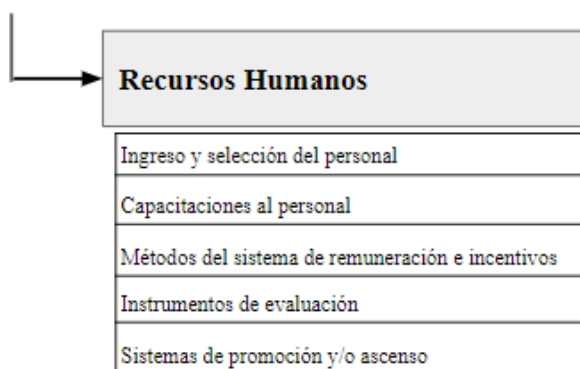 Recursos Humanos
Ingreso y selección del personal
Capacitaciones al personal
Métodos del sistema de remuneración e incentivos
Instrumentos de evaluación
Sistemas de promoción y/o ascenso